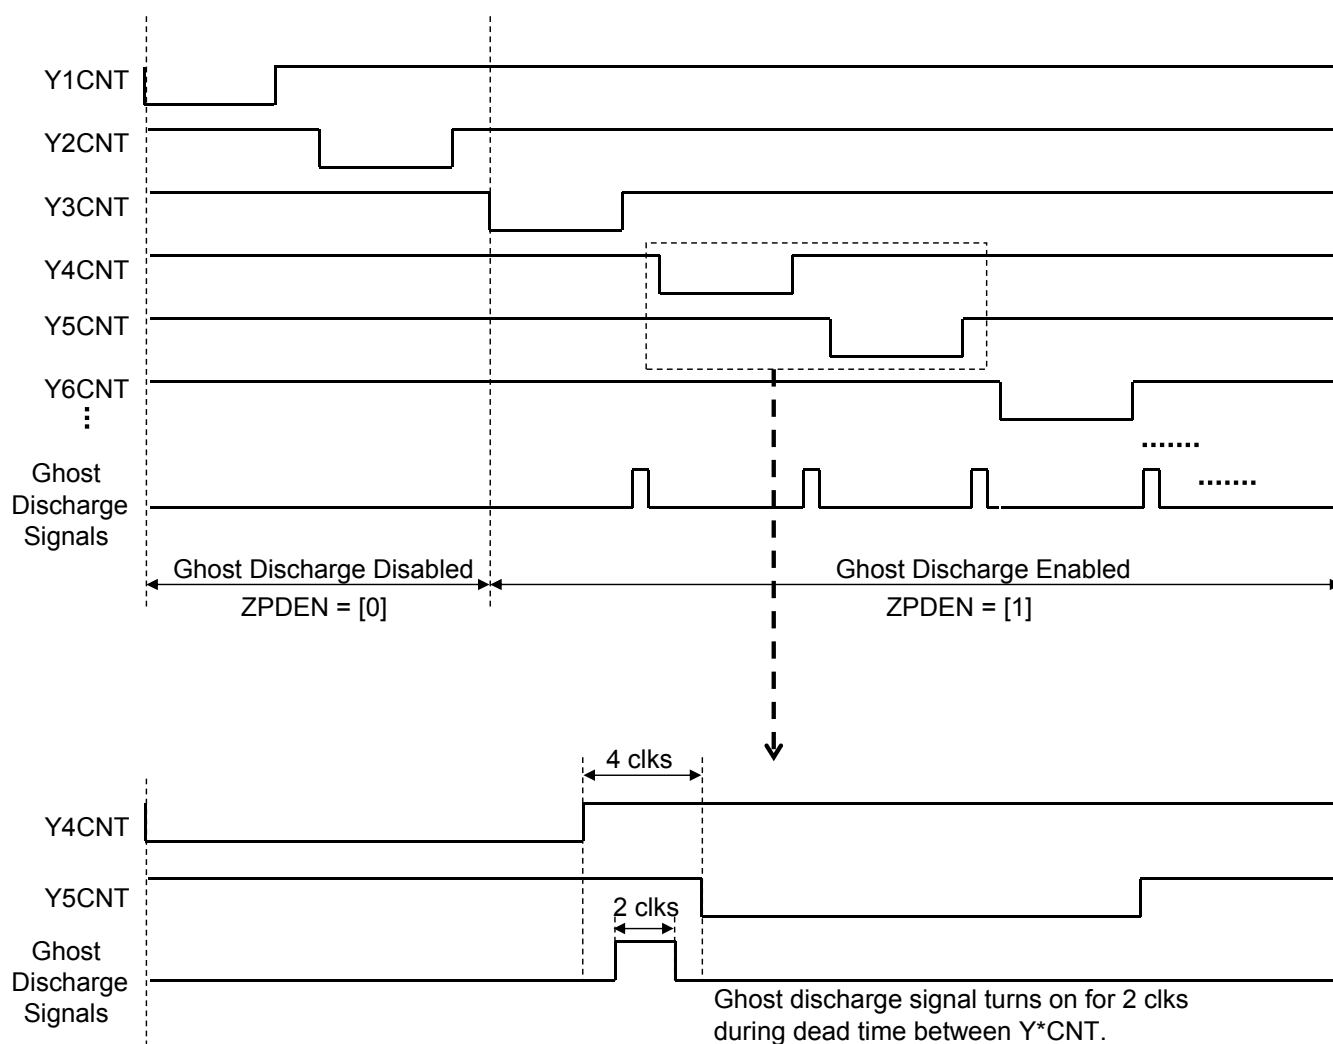 Y1CNT
Y2CNT
Y3CNT
Y4CNT
Y5CNT
Y6CNT
Ghost
Discharge
Signals
Ghost Discharge Disabled
ZPDEN = [0]
Ghost Discharge Enabled
ZPDEN = [1]
4 clks
Y4CNT
Y5CNT
2 clks
Ghost
Discharge
Signals
Ghost discharge signal turns on for 2 clks
during dead time between Y*CNT.